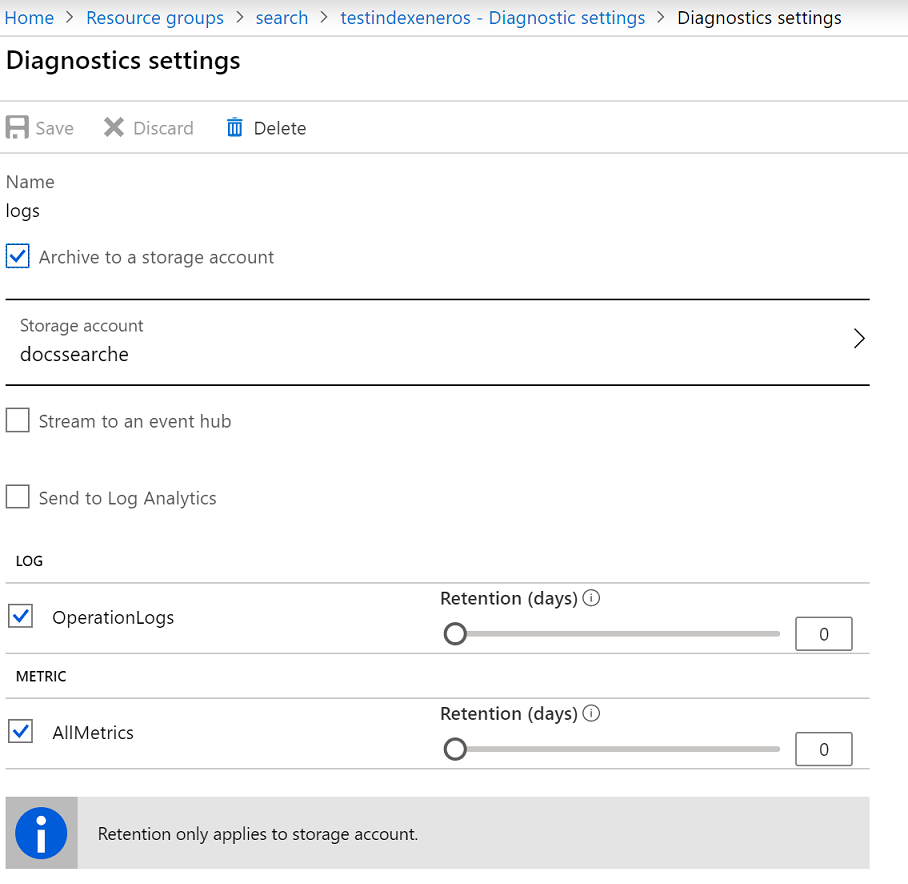 Home > Resource groups > search > testindexeneros - Diagnostic settings > Diagnostics settings
Diagnostics settings
Save Discard Delete
Name
logs
Archive to a storage account
Storage account
docssearche
Stream to an event hub
Send to Log Analytics
LOG
Retention (days)
OperationLogs
0
METRIC
Retention (days)
AllMetrics
0
Retention only applies to storage account.